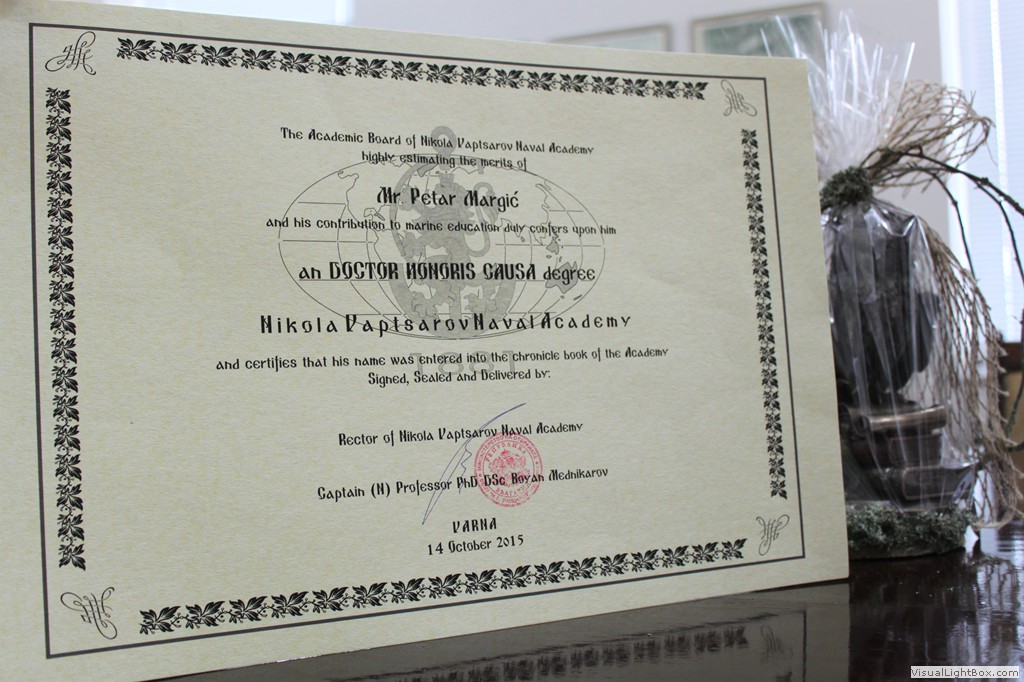 The Academic Board of Nikola Vaptsarov Naval Academy
highly estimating the merits of
Mr. Petar Margić
and his contribution to marine education duly confers upon him
an DOCTOR HONORIS CAUSA degree
Nikola Vaptsarov Naval Academy
and certifies that his name was entered into the chronicle book of the Academy
1881
Signed, Sealed and Delivered by:
Rector of Nikola Vaptsarov Naval Academy
Captain (N) Professor PhD DSc Boyan Mednikarov
VARNA
14 October 2015
VisualLightBox.com